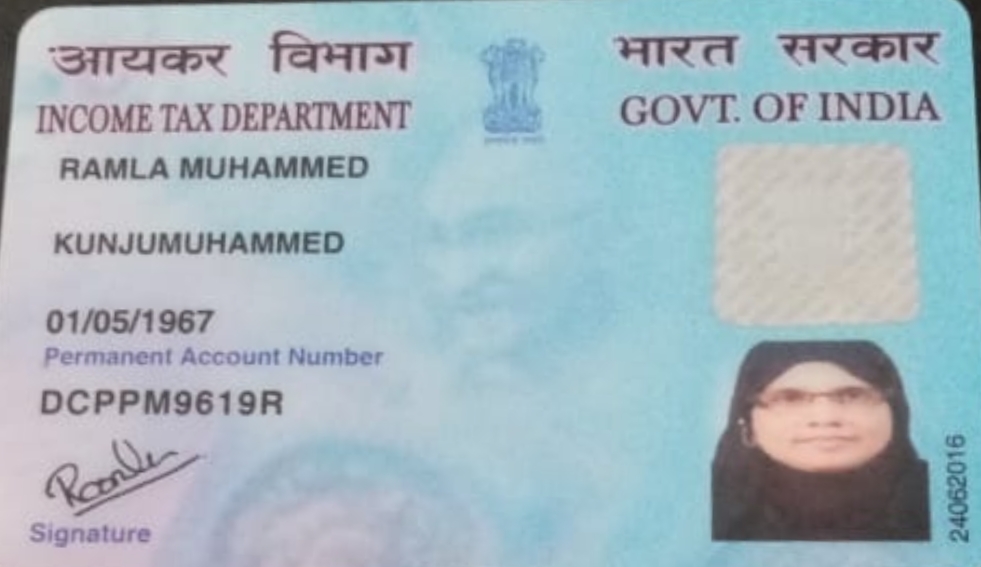 आयकर विभाग
भारत सरकार
INCOME TAX DEPARTMENT
GOVT. OF INDIA
RAMLA MUHAMMED
KUNJUMUHAMMED
01/05/1967
Permanent Account Number
DCPPM9619R
Signature
24062016